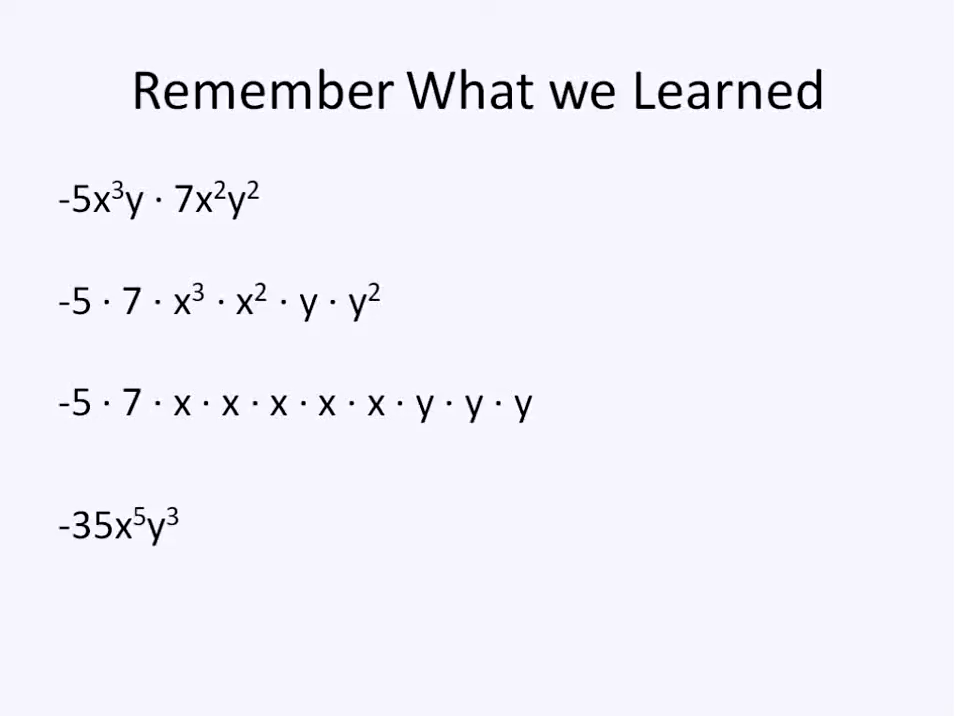 Remember What we Learned
-5x³y · 7x²y²
-5 · 7 · x³ · x² · y · y²
-5 · 7 · x · x · x · x · x · y · y · y
-35x⁵y³